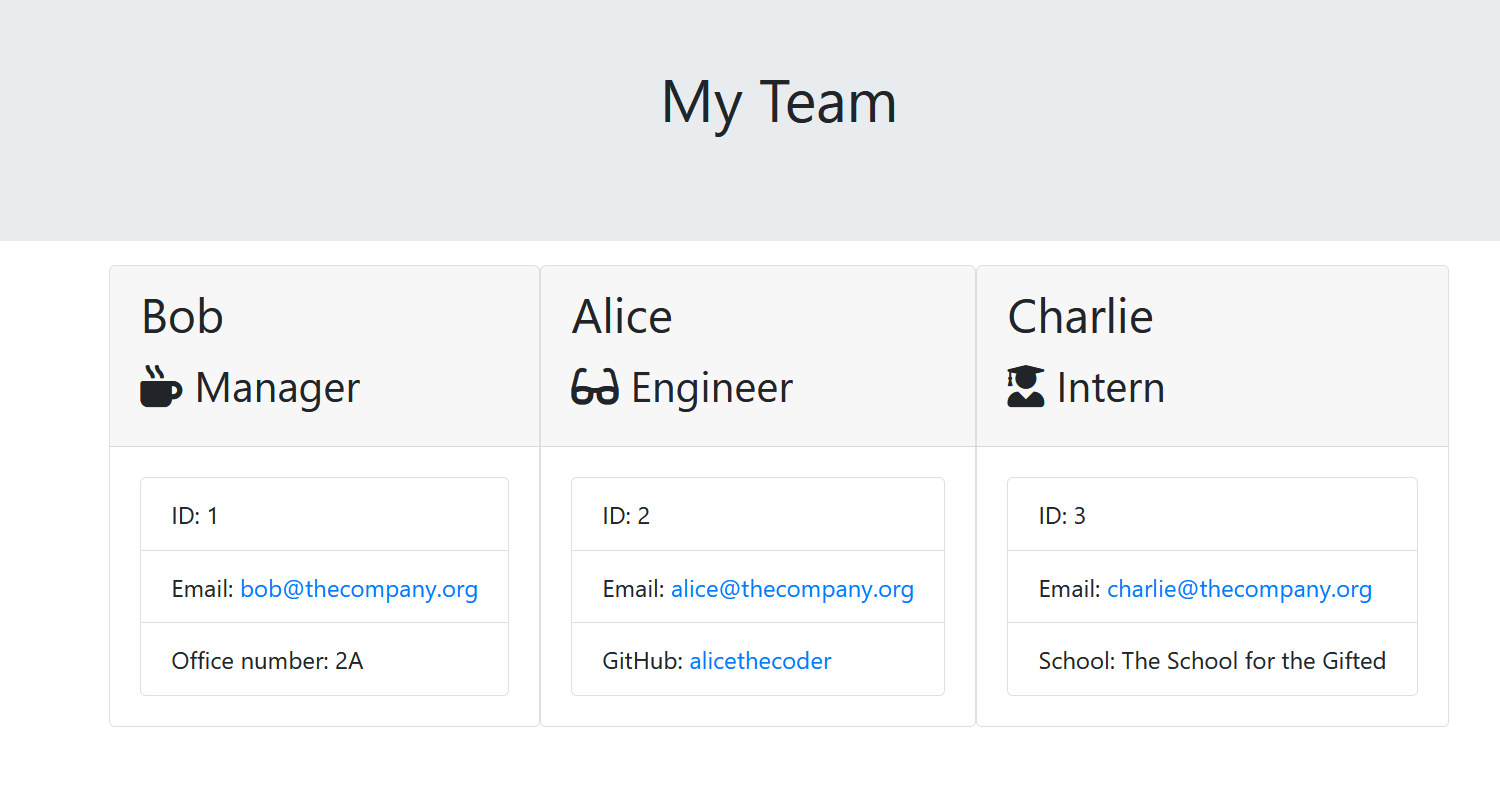 My Team
Bob
Manager
ID: 1
Email: bob@thecompany.org
Office number: 2A
Alice
Engineer
ID: 2
Email: alice@thecompany.org
GitHub: alicethecoder
Charlie
Intern
ID: 3
Email: charlie@thecompany.org
School: The School for the Gifted